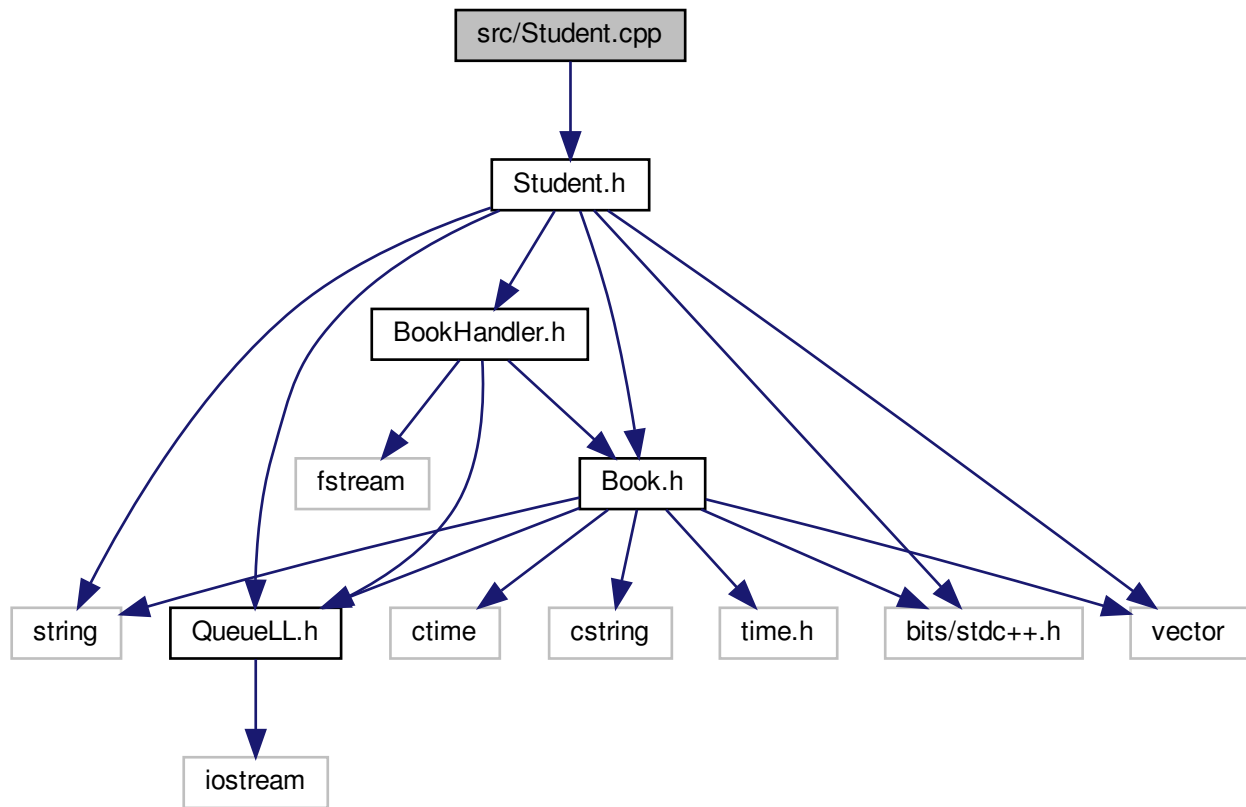 src/Student.cpp
Student.h
BookHandler.h
fstream
Book.h
string
QueueLL.h
ctime
cstring
time.h
bits/stdc++.h
vector
iostream